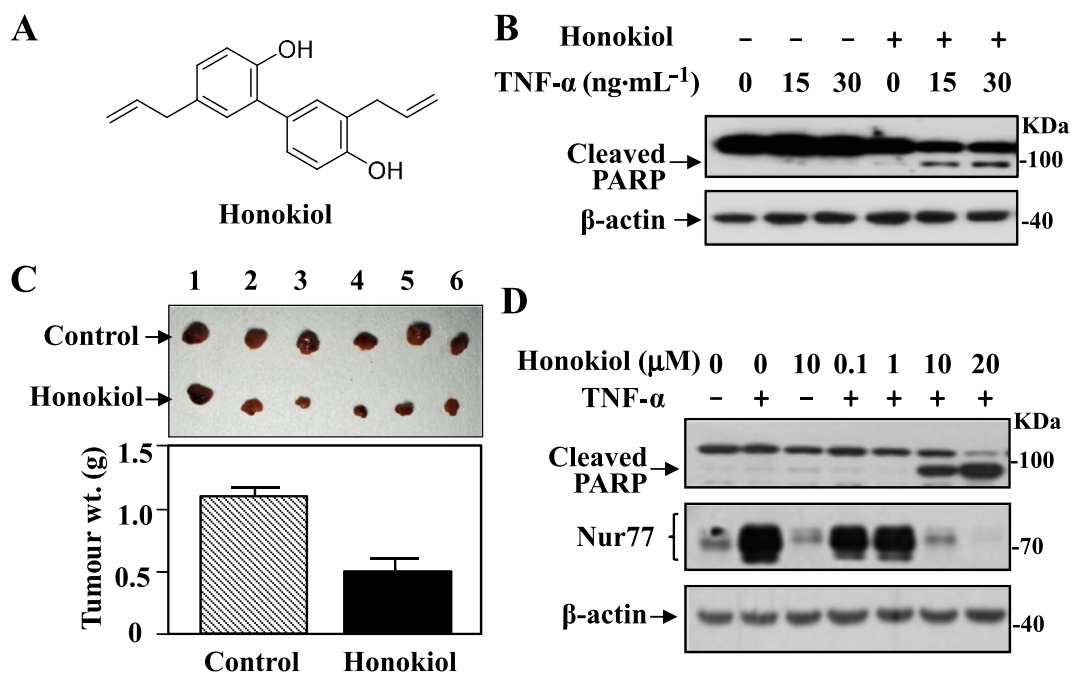 A
OH
OH
Honokiol
B
Honokiol – – – + + +
TNF-α (ng·mL⁻¹) 0 15 30 0 15 30
KDa
Cleaved
PARP
-100
β-actin
-40
C
1 2 3 4 5 6
Control
Honokiol
Tumour wt. (g)
1.5
1.0
0.5
0
Control Honokiol
D
Honokiol (μM) 0 0 10 0.1 1 10 20
TNF-α – + – + + + +
KDa
Cleaved
PARP
-100
Nur77
-70
β-actin
-40